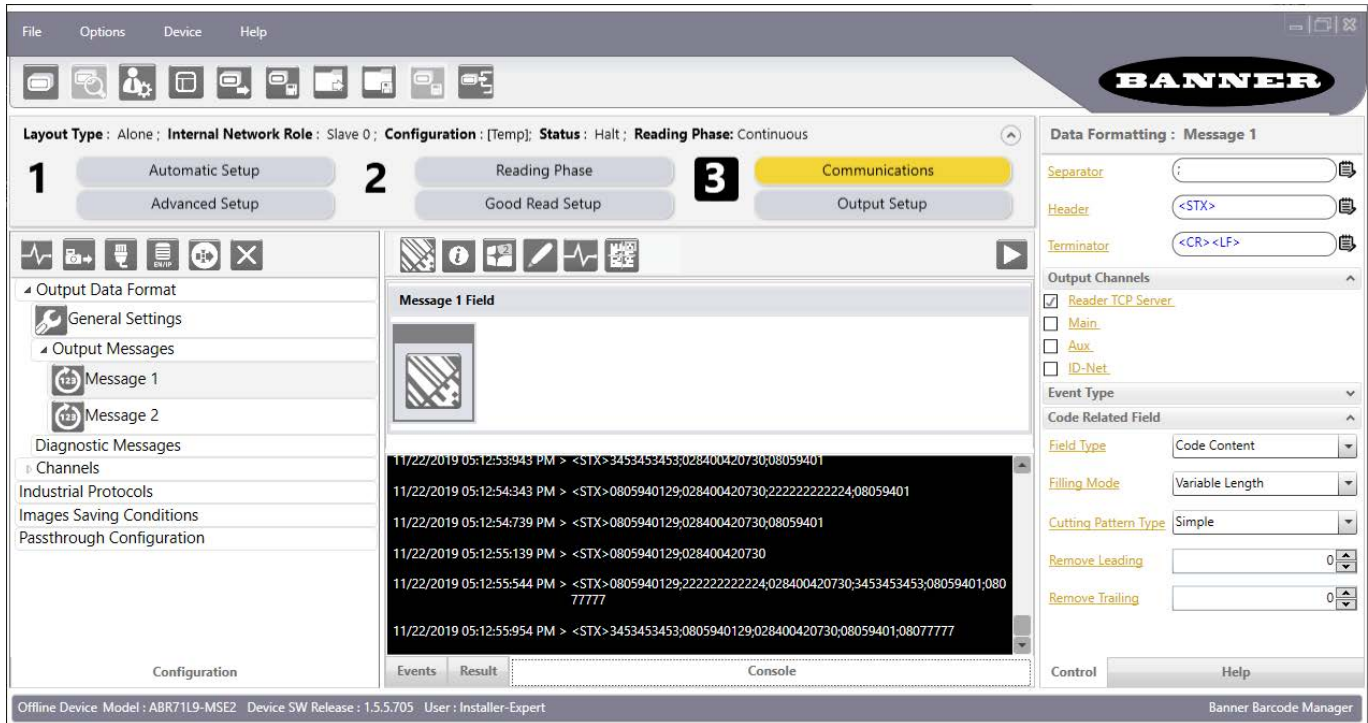 File Options Device Help
BANNER
Layout Type : Alone ; Internal Network Role : Slave 0 ; Configuration : [Temp]; Status : Halt ; Reading Phase: Continuous
1 Automatic Setup 2 Reading Phase 3 Communications
Advanced Setup Good Read Setup Output Setup
EN/IP
Output Data Format
General Settings
Output Messages
123 Message 1
123 Message 2
Diagnostic Messages
Channels
Industrial Protocols
Images Saving Conditions
Passthrough Configuration
Configuration
Message 1 Field
11/22/2019 05:12:53:943 PM > <STX>3453453453;028400420730;08059401
11/22/2019 05:12:54:343 PM > <STX>0805940129;028400420730;222222222224;08059401
11/22/2019 05:12:54:739 PM > <STX>0805940129;028400420730;08059401
11/22/2019 05:12:55:139 PM > <STX>0805940129;028400420730
11/22/2019 05:12:55:544 PM > <STX>0805940129;222222222224;028400420730;3453453453;08059401;080
77777
11/22/2019 05:12:55:954 PM > <STX>3453453453;0805940129;028400420730;08059401;08077777
Events Result Console
Data Formatting : Message 1
Separator ;
Header <STX>
Terminator <CR><LF>
Output Channels
Reader TCP Server
Main
Aux
ID-Net
Event Type
Code Related Field
Field Type Code Content
Filling Mode Variable Length
Cutting Pattern Type Simple
Remove Leading 0
Remove Trailing 0
Control Help
Offline Device Model : ABR71L9-MSE2 Device SW Release : 1.5.5.705 User : Installer-Expert Banner Barcode Manager